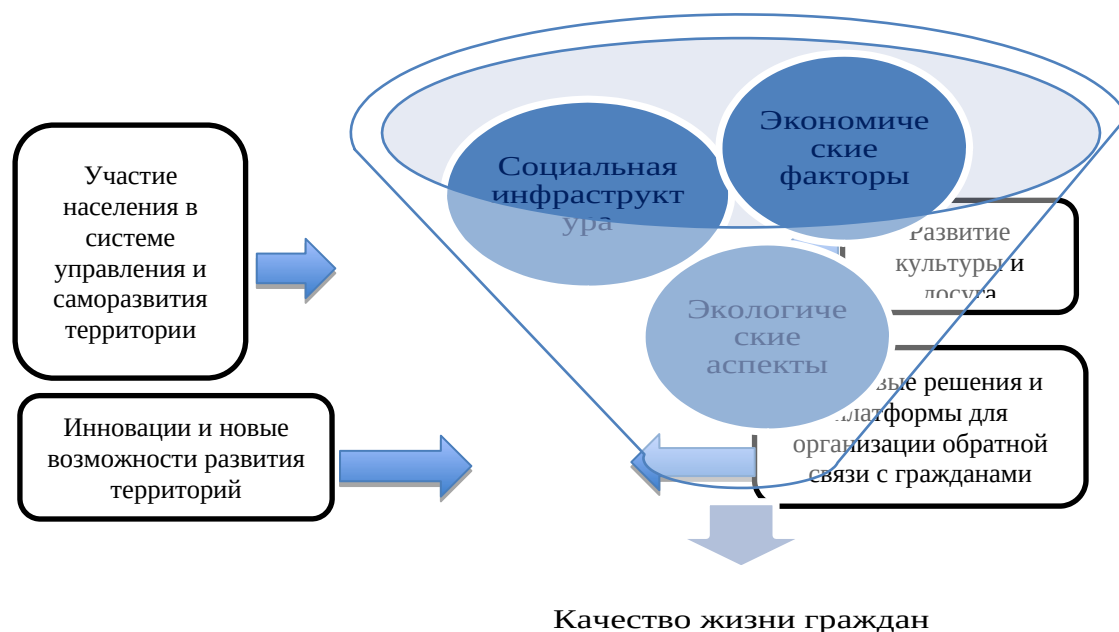 Участие
населения в
системе
управления и
саморазвития
территории
Инновации и новые
возможности развития
территорий
Социальная
инфраструкт
ура
Экономиче
ские
факторы
Экологиче
ские
аспекты
Развитие
культуры и
досуга
решения и
платформы для
организации обратной
связи с гражданами
Качество жизни граждан